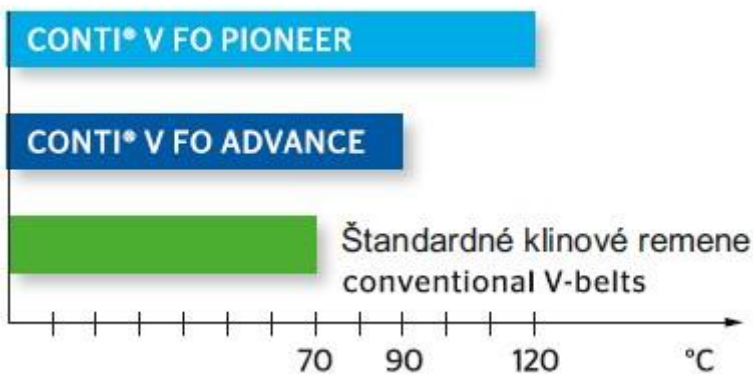 CONTI® V FO PIONEER
CONTI® V FO ADVANCE
Štandardné klinové remene
conventional V-belts
70 90 120 °C